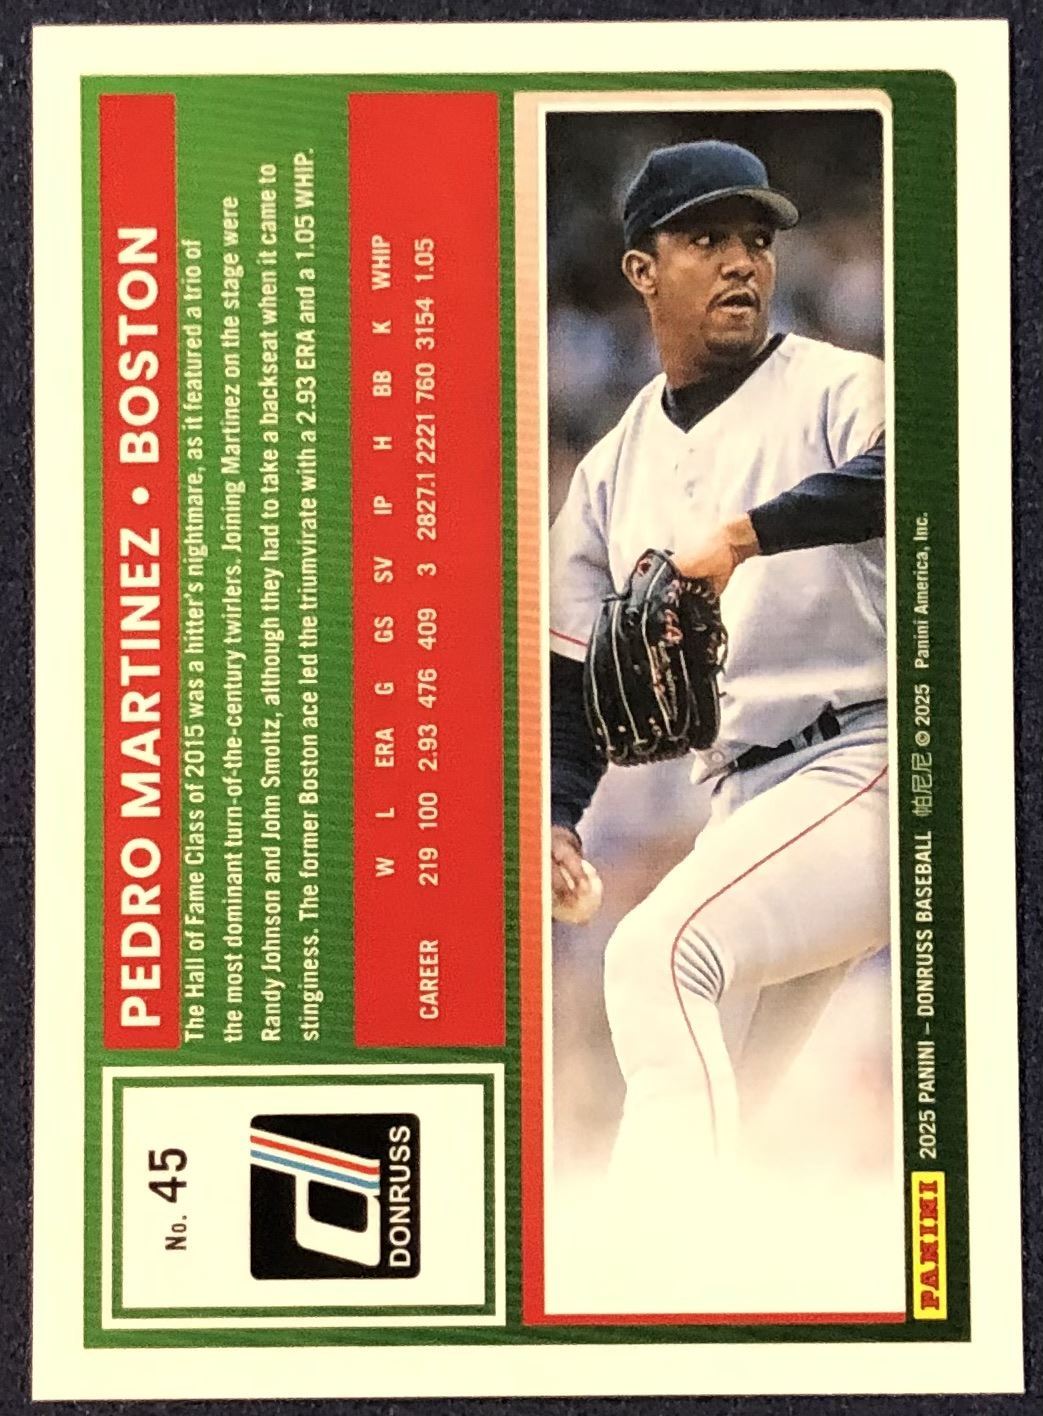 No. 45
DONRUSS
PEDRO MARTINEZ • BOSTON
The Hall of Fame Class of 2015 was a hitter's nightmare, as it featured a trio of
the most dominant turn-of-the-century twirlers. Joining Martinez on the stage were
Randy Johnson and John Smoltz, although they had to take a backseat when it came to
stinginess. The former Boston ace led the triumvirate with a 2.93 ERA and a 1.05 WHIP.
W L ERA G GS SV IP H BB K WHIP
CAREER 219 100 2.93 476 409 3 2827.1 2221 760 3154 1.05
PANINI 2025 PANINI – DONRUSS BASEBALL 帕尼尼 © 2025 Panini America, Inc.